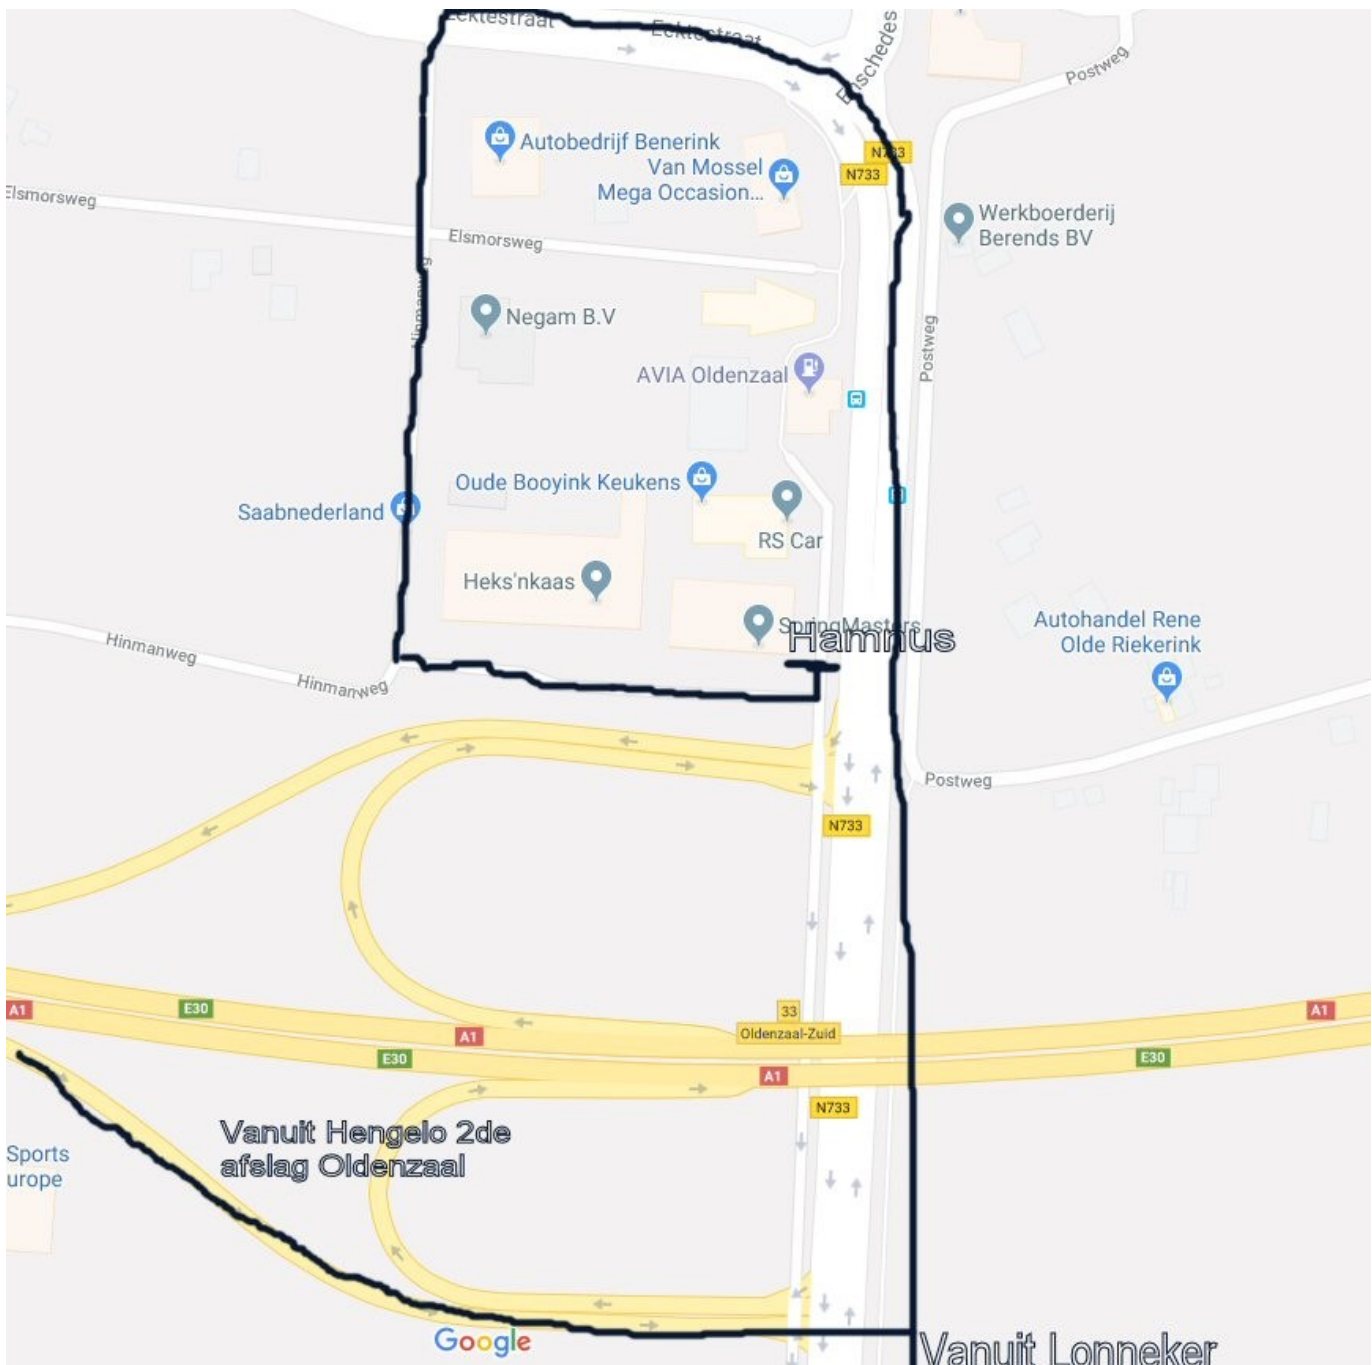 Ecktestraat
Ecktestraat
Enschedes
Postweg
Autobedrijf Benerink
Van Mossel
Mega Occasion...
N733
N733
Elsmorsweg
Elsmorsweg
Werkboerderij
Berends BV
Hinmanweg
Negam B.V
Postweg
AVIA Oldenzaal
Oude Booyink Keukens
Saabnederland
RS Car
Heks'nkaas
SpringMasters
Hamnus
Autohandel Rene
Olde Riekerink
Hinmanweg
Hinmanweg
Postweg
N733
A1
E30
A1
33
Oldenzaal-Zuid
A1
E30
A1
E30
N733
Vanuit Hengelo 2de
afslag Oldenzaal
Sports
urope
Google
Vanuit Lonneker